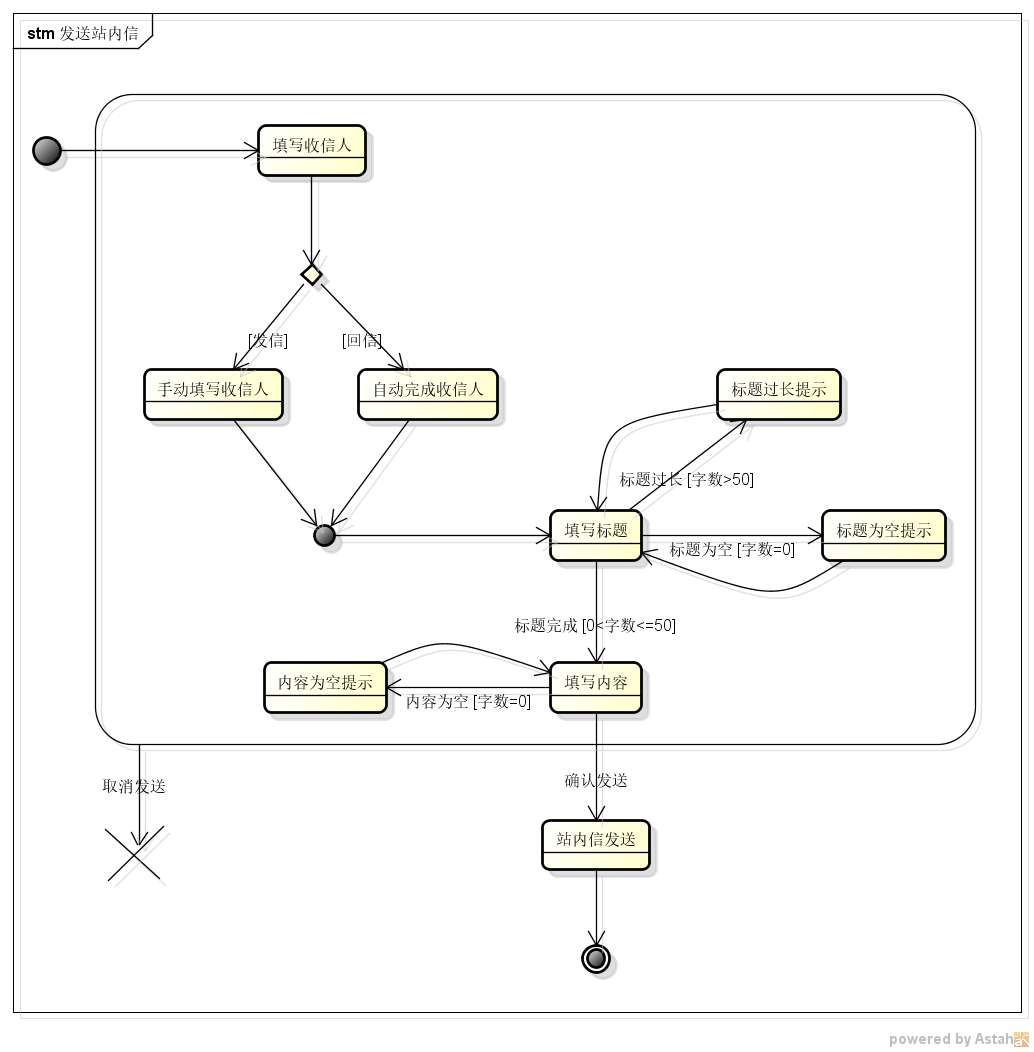 stm 发送站内信
填写收信人
[发信]
[回信]
手动填写收信人
自动完成收信人
标题过长提示
标题过长 [字数>50]
填写标题
标题为空提示
标题为空 [字数=0]
标题完成 [0<字数<=50]
内容为空提示
填写内容
内容为空 [字数=0]
取消发送
确认发送
站内信发送
powered by Astah